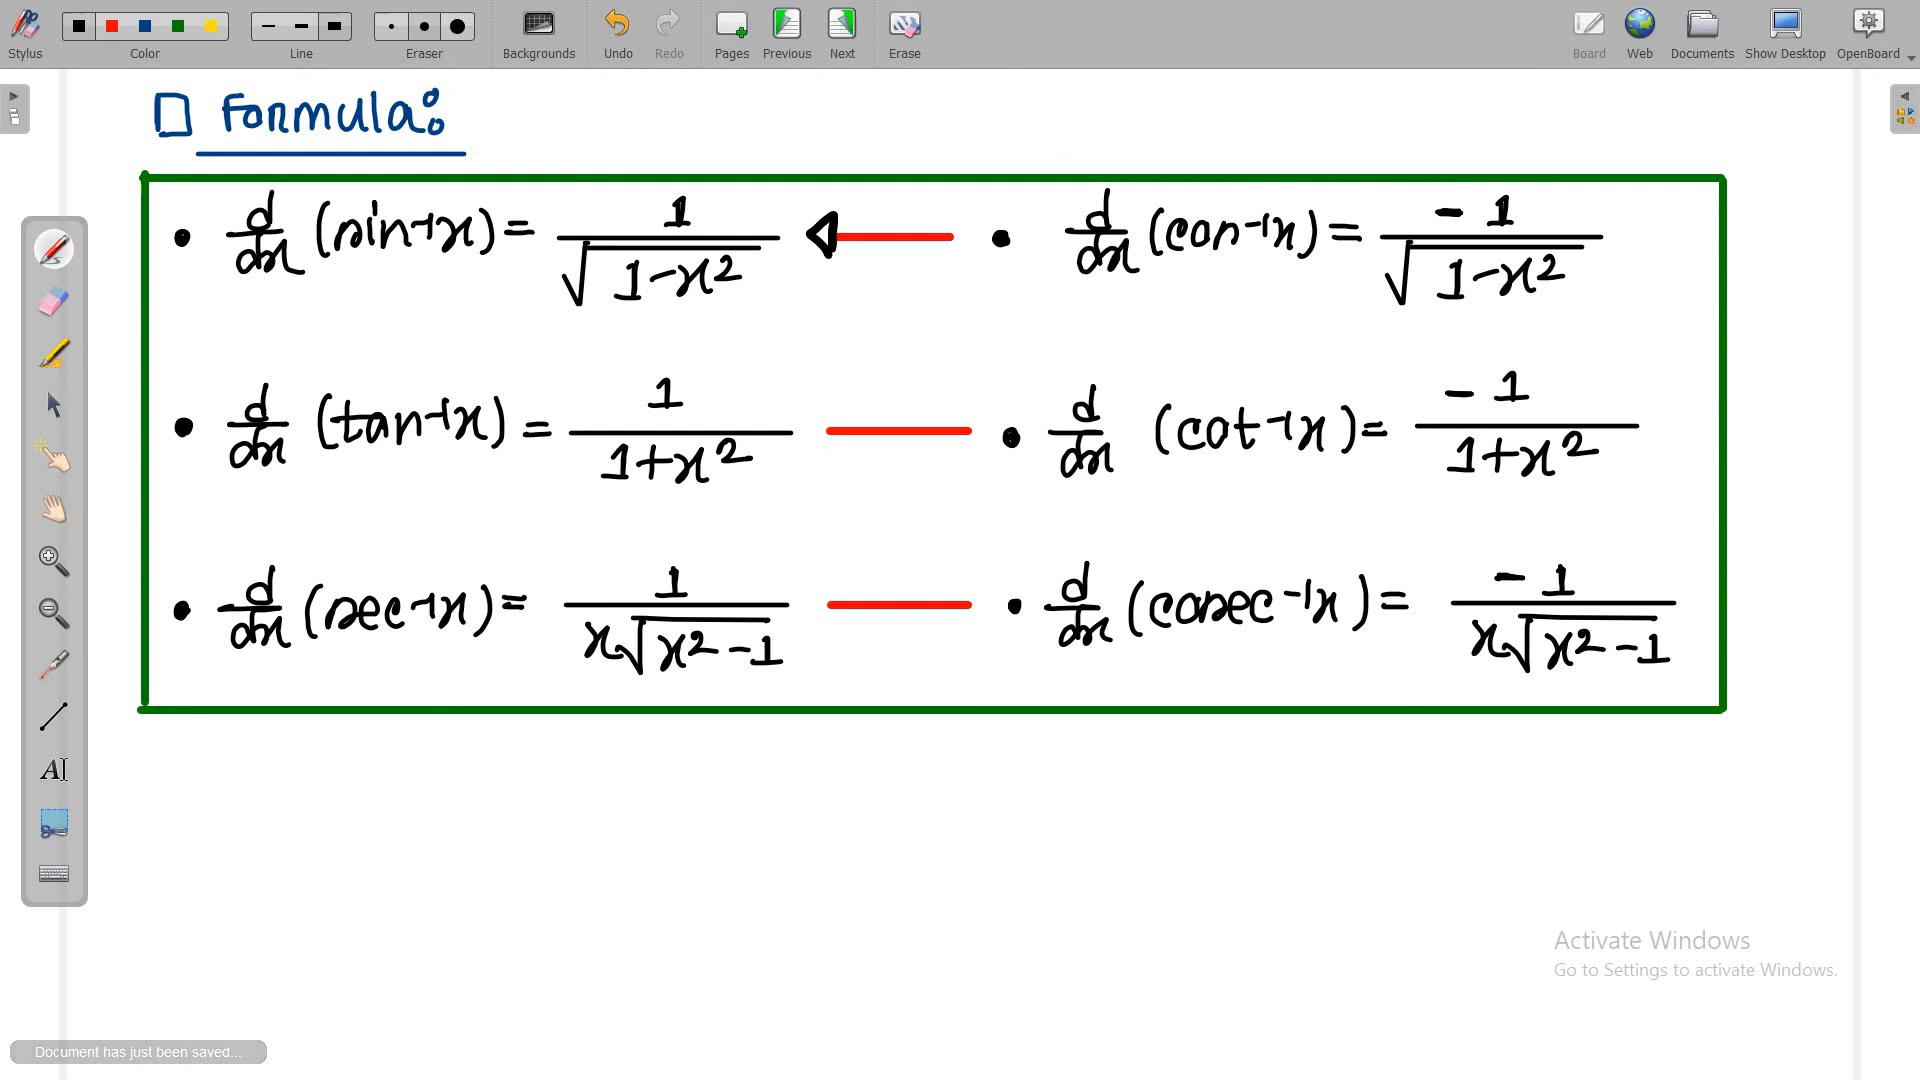 Stylus Color Line Eraser Backgrounds Undo Redo Pages Previous Next Erase Board Web Documents Show Desktop OpenBoard
□ Formula:
• d/dx (sin⁻¹x) = 1/√(1-x²) • d/dx (cos⁻¹x) = -1/√(1-x²)
• d/dx (tan⁻¹x) = 1/(1+x²) • d/dx (cot⁻¹x) = -1/(1+x²)
• d/dx (sec⁻¹x) = 1/(x√(x²-1)) • d/dx (cosec⁻¹x) = -1/(x√(x²-1))
Activate Windows
Go to Settings to activate Windows.
Document has just been saved...